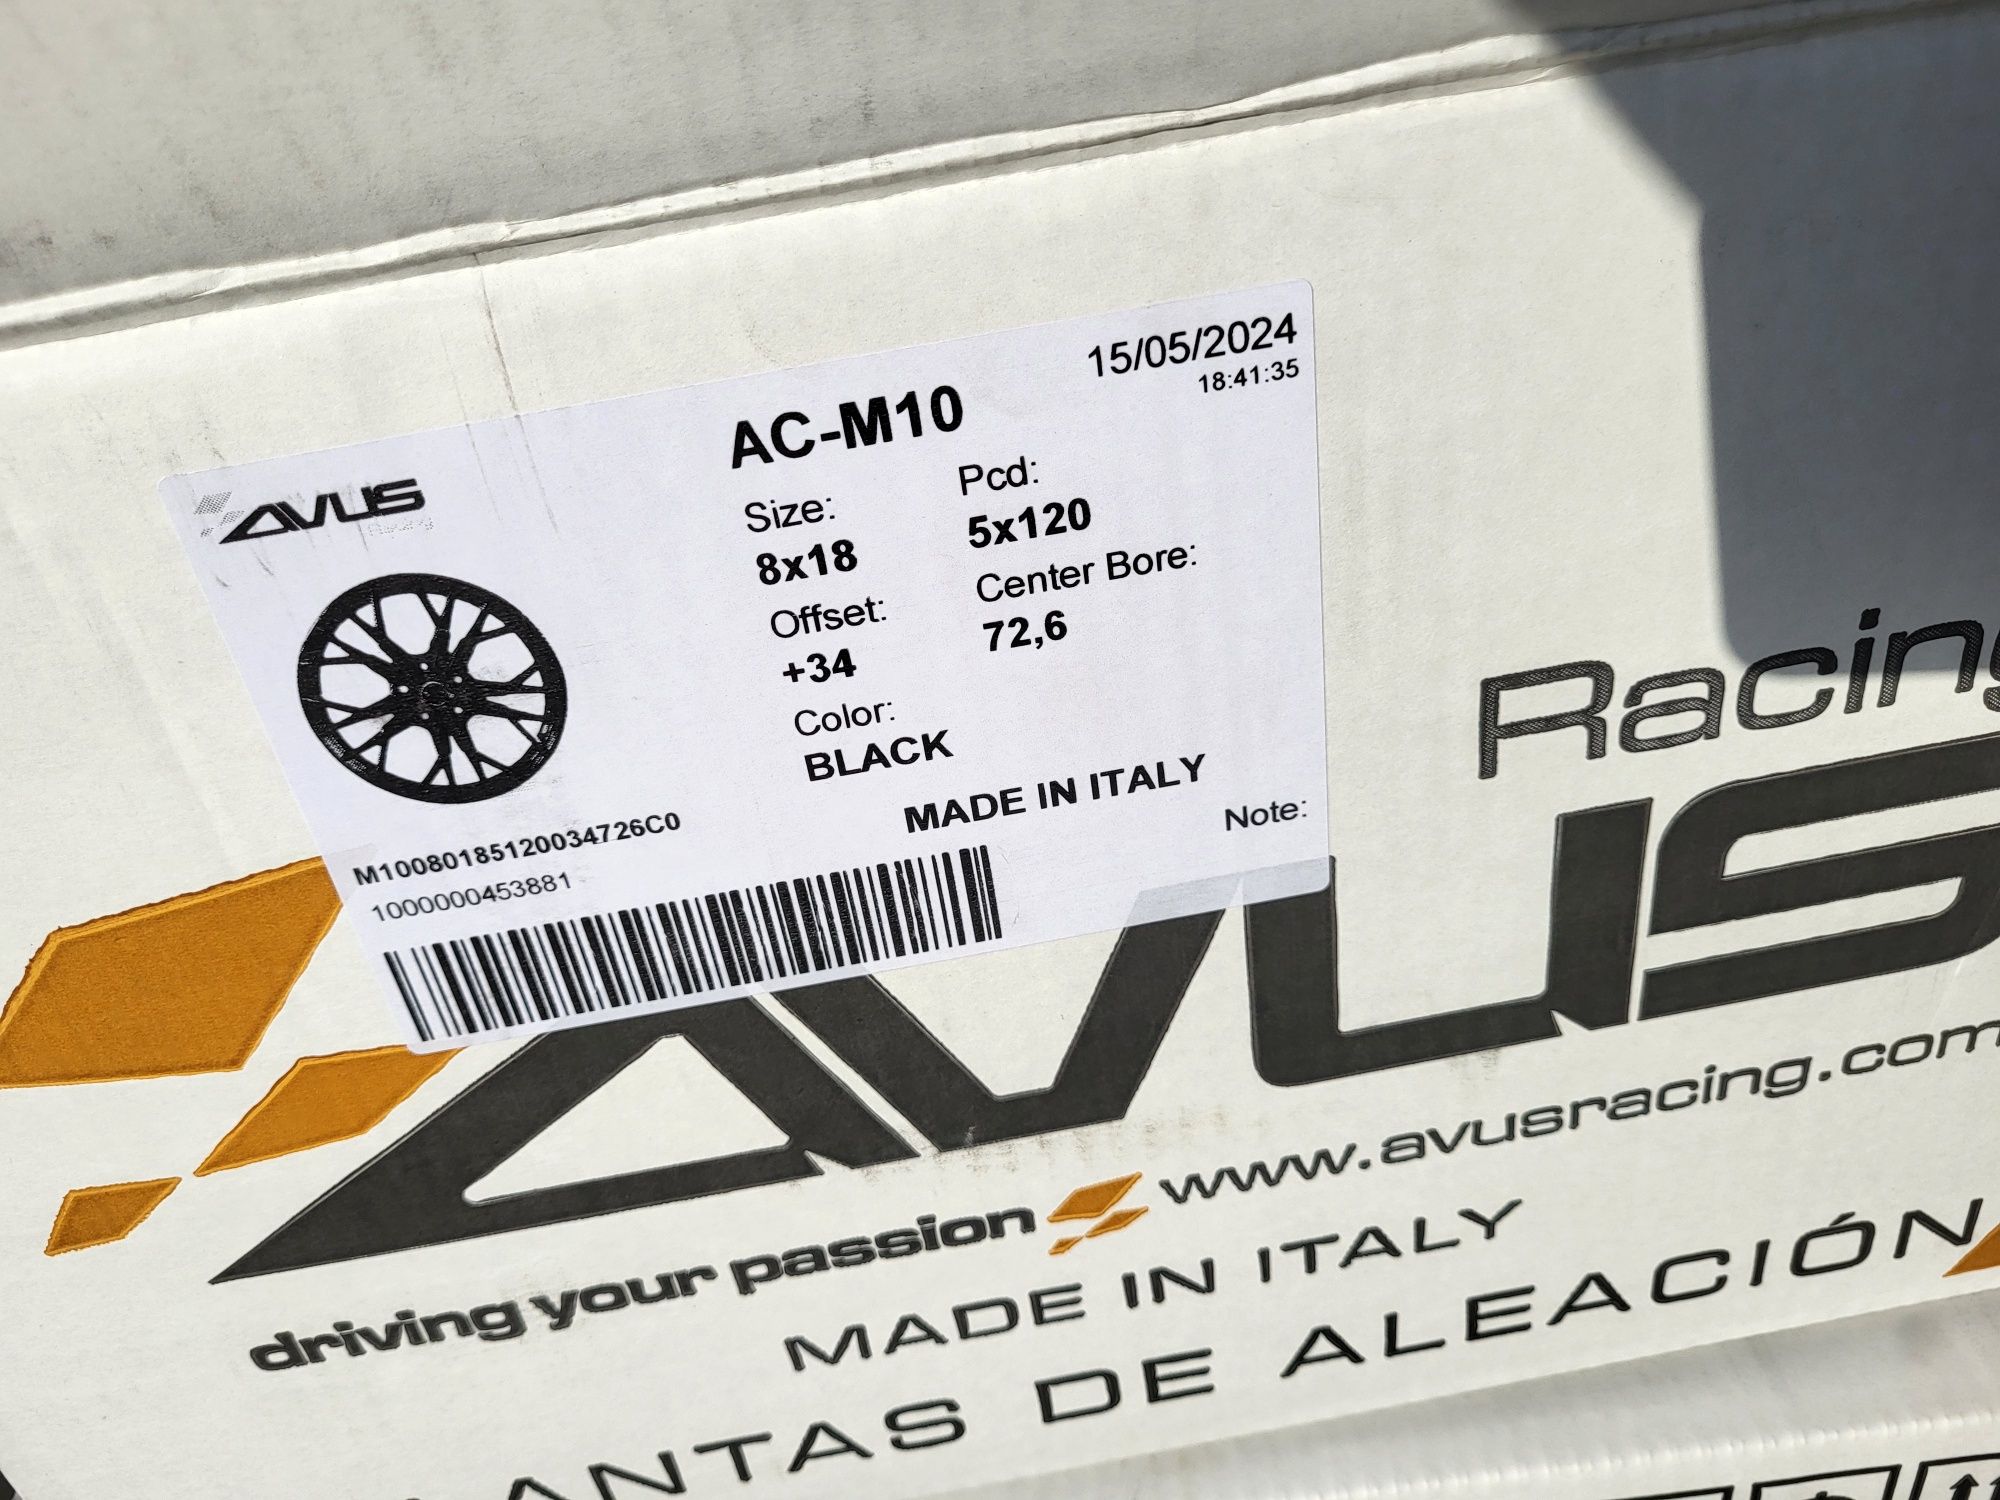 15/05/2024
18:41:35
AC-M10
AVUS
Racing
Size:
8x18
Pcd:
5x120
Offset:
+34
Center Bore:
72,6
Color:
BLACK
MADE IN ITALY
Note:
M10080185120034726C0
1000000453881
Racing
AVUS
driving your passion www.avusracing.com
MADE IN ITALY
ANTAS DE ALEACIÓN